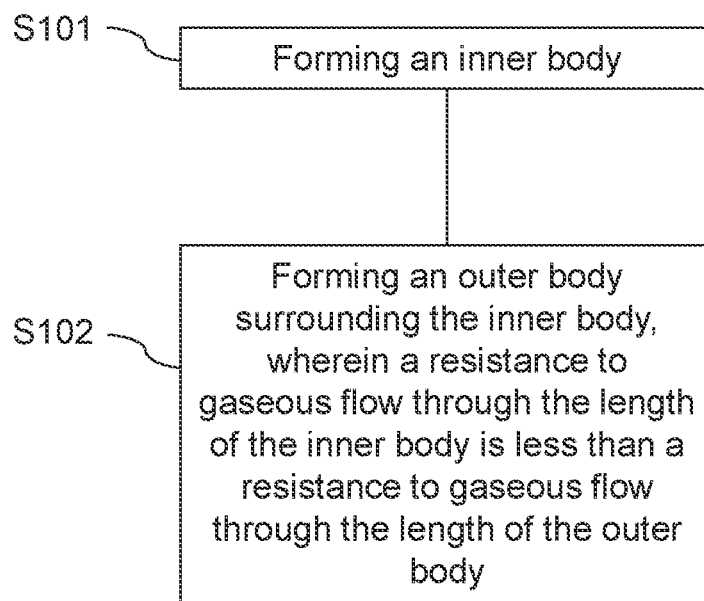 S101
Forming an inner body
S102
Forming an outer body
surrounding the inner body,
wherein a resistance to
gaseous flow through the length
of the inner body is less than a
resistance to gaseous flow
through the length of the outer
body